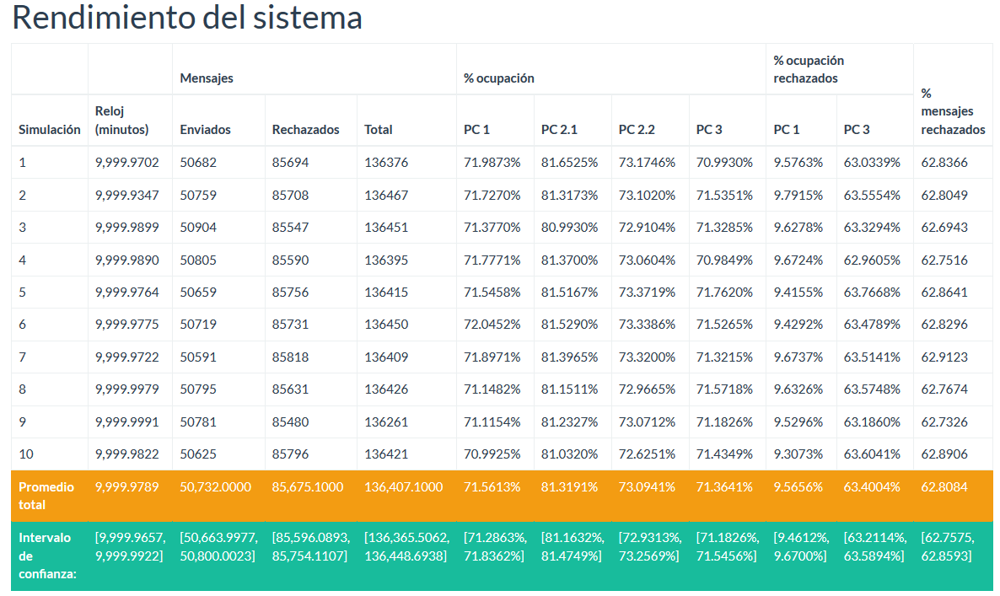 Rendimiento del sistema
Mensajes % ocupación % ocupación rechazados % mensajes rechazados
Simulación Reloj (minutos) Enviados Rechazados Total PC 1 PC 2.1 PC 2.2 PC 3 PC 1 PC 3
1 9,999.9702 50682 85694 136376 71.9873% 81.6525% 73.1746% 70.9930% 9.5763% 63.0339% 62.8366
2 9,999.9347 50759 85708 136467 71.7270% 81.3173% 73.1020% 71.5351% 9.7915% 63.5554% 62.8049
3 9,999.9899 50904 85547 136451 71.3770% 80.9930% 72.9104% 71.3285% 9.6278% 63.3294% 62.6943
4 9,999.9890 50805 85590 136395 71.7771% 81.3700% 73.0604% 70.9849% 9.6724% 62.9605% 62.7516
5 9,999.9764 50659 85756 136415 71.5458% 81.5167% 73.3719% 71.7620% 9.4155% 63.7668% 62.8641
6 9,999.9775 50719 85731 136450 72.0452% 81.5290% 73.3386% 71.5265% 9.4292% 63.4789% 62.8296
7 9,999.9722 50591 85818 136409 71.8971% 81.3965% 73.3200% 71.3215% 9.6737% 63.5141% 62.9123
8 9,999.9979 50795 85631 136426 71.1482% 81.1511% 72.9665% 71.5718% 9.6326% 63.5748% 62.7674
9 9,999.9991 50781 85480 136261 71.1154% 81.2327% 73.0712% 71.1826% 9.5296% 63.1860% 62.7326
10 9,999.9822 50625 85796 136421 70.9925% 81.0320% 72.6251% 71.4349% 9.3073% 63.6041% 62.8906
Promedio total 9,999.9789 50,732.0000 85,675.1000 136,407.1000 71.5613% 81.3191% 73.0941% 71.3641% 9.5656% 63.4004% 62.8084
Intervalo de confianza: [9,999.9657, 9,999.9922] [50,663.9977, 50,800.0023] [85,596.0893, 85,754.1107] [136,365.5062, 136,448.6938] [71.2863%, 71.8362%] [81.1632%, 81.4749%] [72.9313%, 73.2569%] [71.1826%, 71.5456%] [9.4612%, 9.6700%] [63.2114%, 63.5894%] [62.7575, 62.8593]